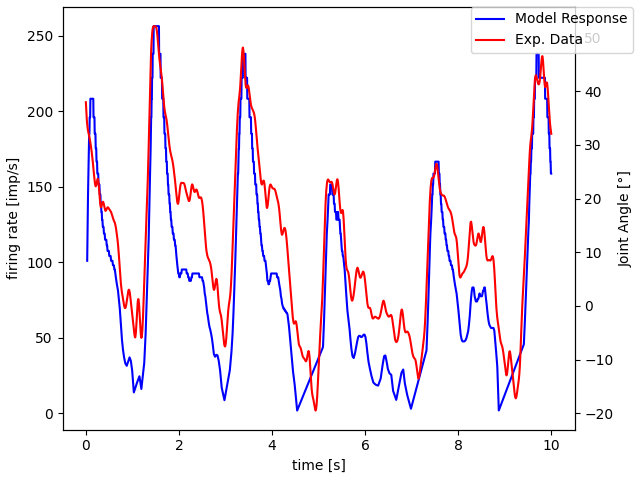 Model Response
Exp. Data
firing rate [imp/s]
250
200
150
100
50
0
50
40
30
20
10
0
−10
−20
Joint Angle [°]
0 2 4 6 8 10
time [s]